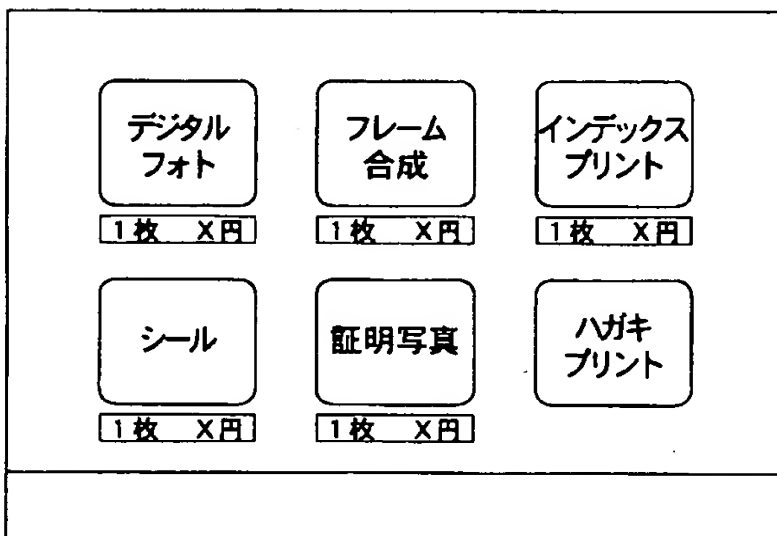 デジタル
フォト
フレーム
合成
インデックス
プリント
1枚 X円
1枚 X円
1枚 X円
シール
証明写真
ハガキ
プリント
1枚 X円
1枚 X円